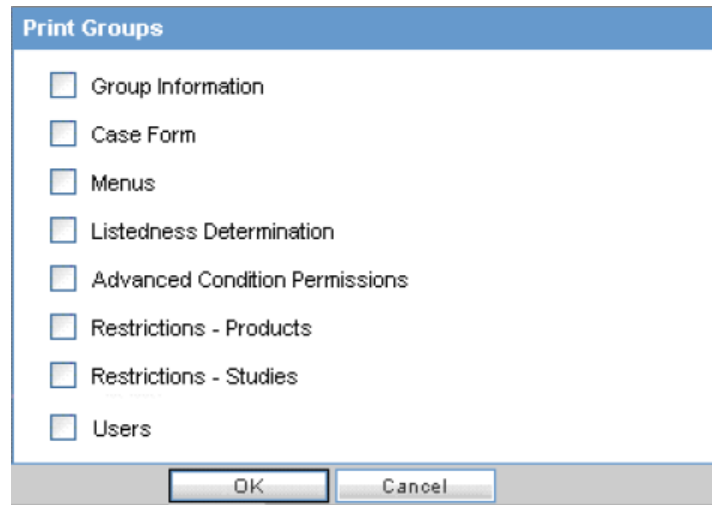 Print Groups
Group Information
Case Form
Menus
Listedness Determination
Advanced Condition Permissions
Restrictions - Products
Restrictions - Studies
Users
OK Cancel